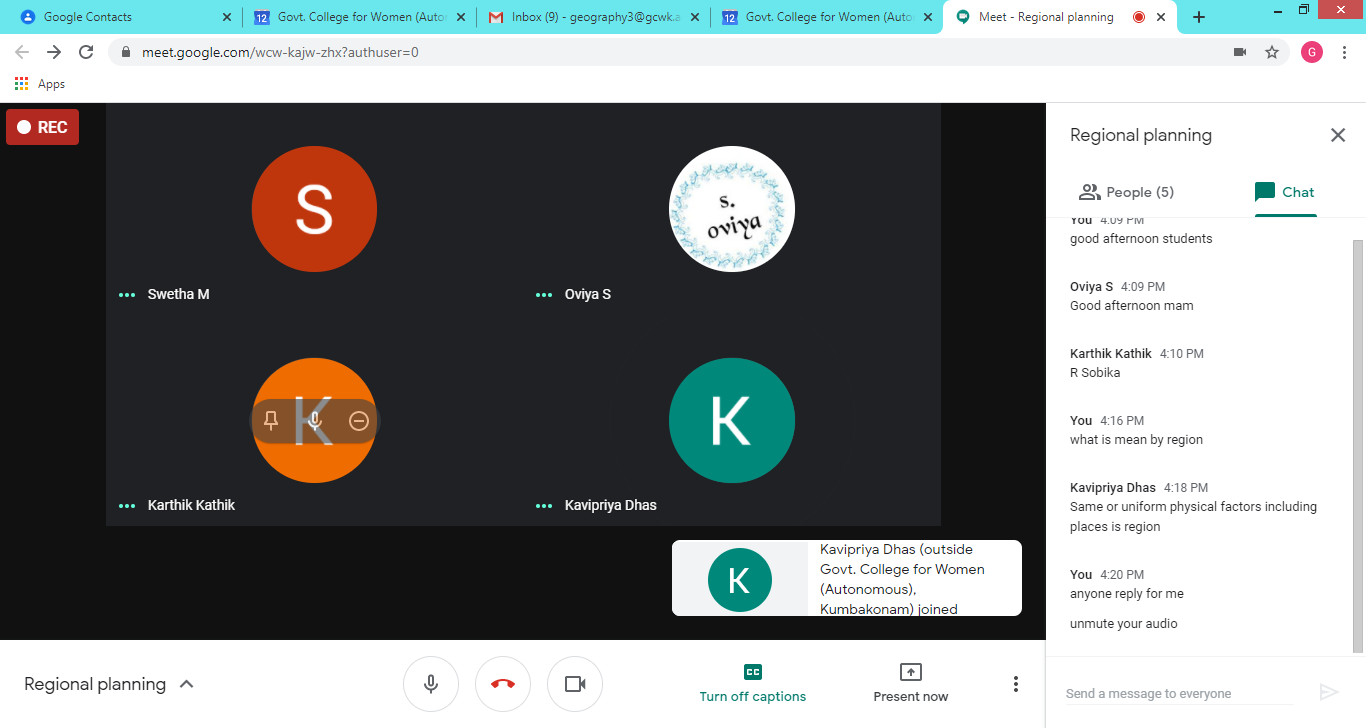 Google Contacts
Govt. College for Women (Auto
Inbox (9) - geography3@gcwk.a
Govt. College for Women (Auto
Meet - Regional planning
meet.google.com/wcw-kajw-zhx?authuser=0
G
Apps
REC
S
s.
oviya
Swetha M
Oviya S
K
K
Karthik Kathik
Kavipriya Dhas
K
Kavipriya Dhas (outside
Govt. College for Women
(Autonomous),
Kumbakonam) joined
Regional planning
CC
Turn off captions
Present now
Regional planning
People (5)
Chat
You 4:09 PM
good afternoon students
Oviya S 4:09 PM
Good afternoon mam
Karthik Kathik 4:10 PM
R Sobika
You 4:16 PM
what is mean by region
Kavipriya Dhas 4:18 PM
Same or uniform physical factors including
places is region
You 4:20 PM
anyone reply for me
unmute your audio
Send a message to everyone